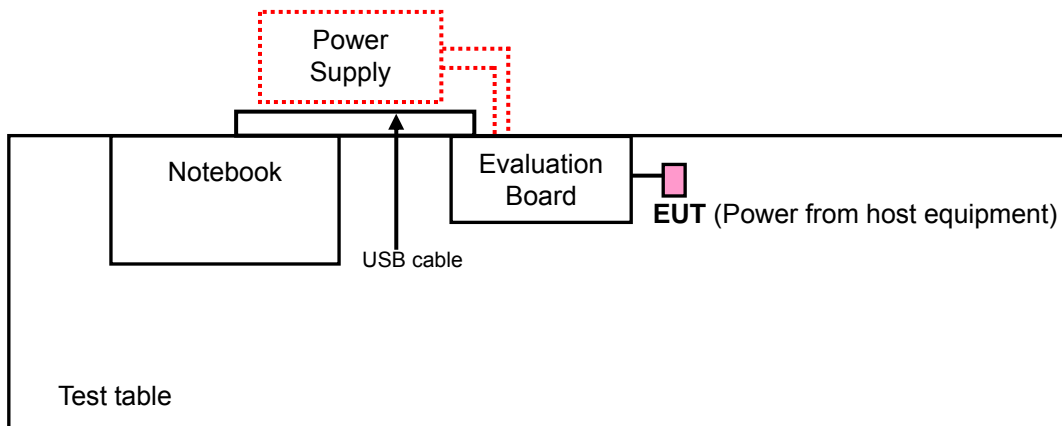 Power
Supply
Notebook
Evaluation
Board
EUT (Power from host equipment)
USB cable
Test table